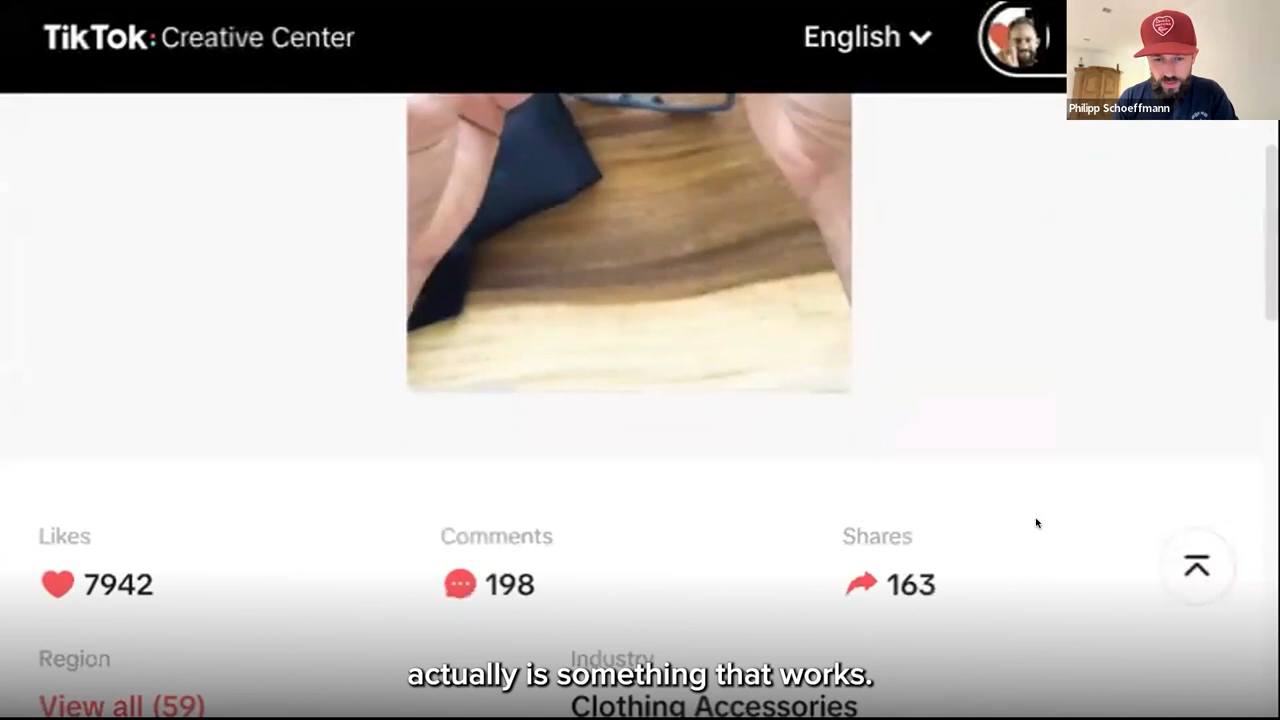 TikTok: Creative Center
English
Philipp Schoeffmann
Likes
Comments
Shares
7942
198
163
Region
Industry
actually is something that works.
View all (59)
Clothing Accessories